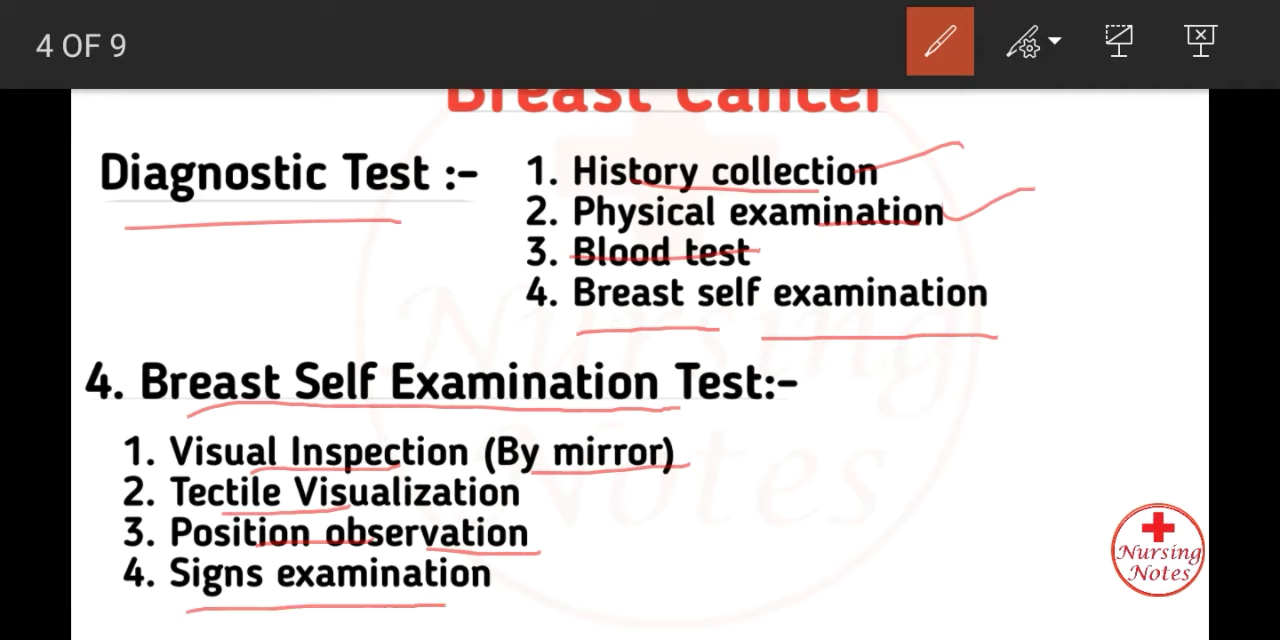 4 OF 9
Breast Cancer
Diagnostic Test :-
1. History collection
2. Physical examination
3. Blood test
4. Breast self examination
4. Breast Self Examination Test:-
1. Visual Inspection (By mirror)
2. Tectile Visualization
3. Position observation
4. Signs examination
Nursing
Notes
Nursing
Notes